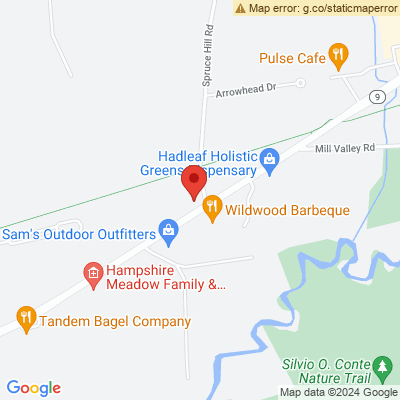 Map error: g.co/staticmaperror
Pulse Cafe
Spruce Hill Rd
Arrowhead Dr
9
Mill Valley Rd
Hadleaf Holistic
Greens Dispensary
Wildwood Barbeque
Sam's Outdoor Outfitters
Hampshire
Meadow Family &...
Tandem Bagel Company
Silvio O. Conte
Nature Trail
Google
Map data ©2024 Google